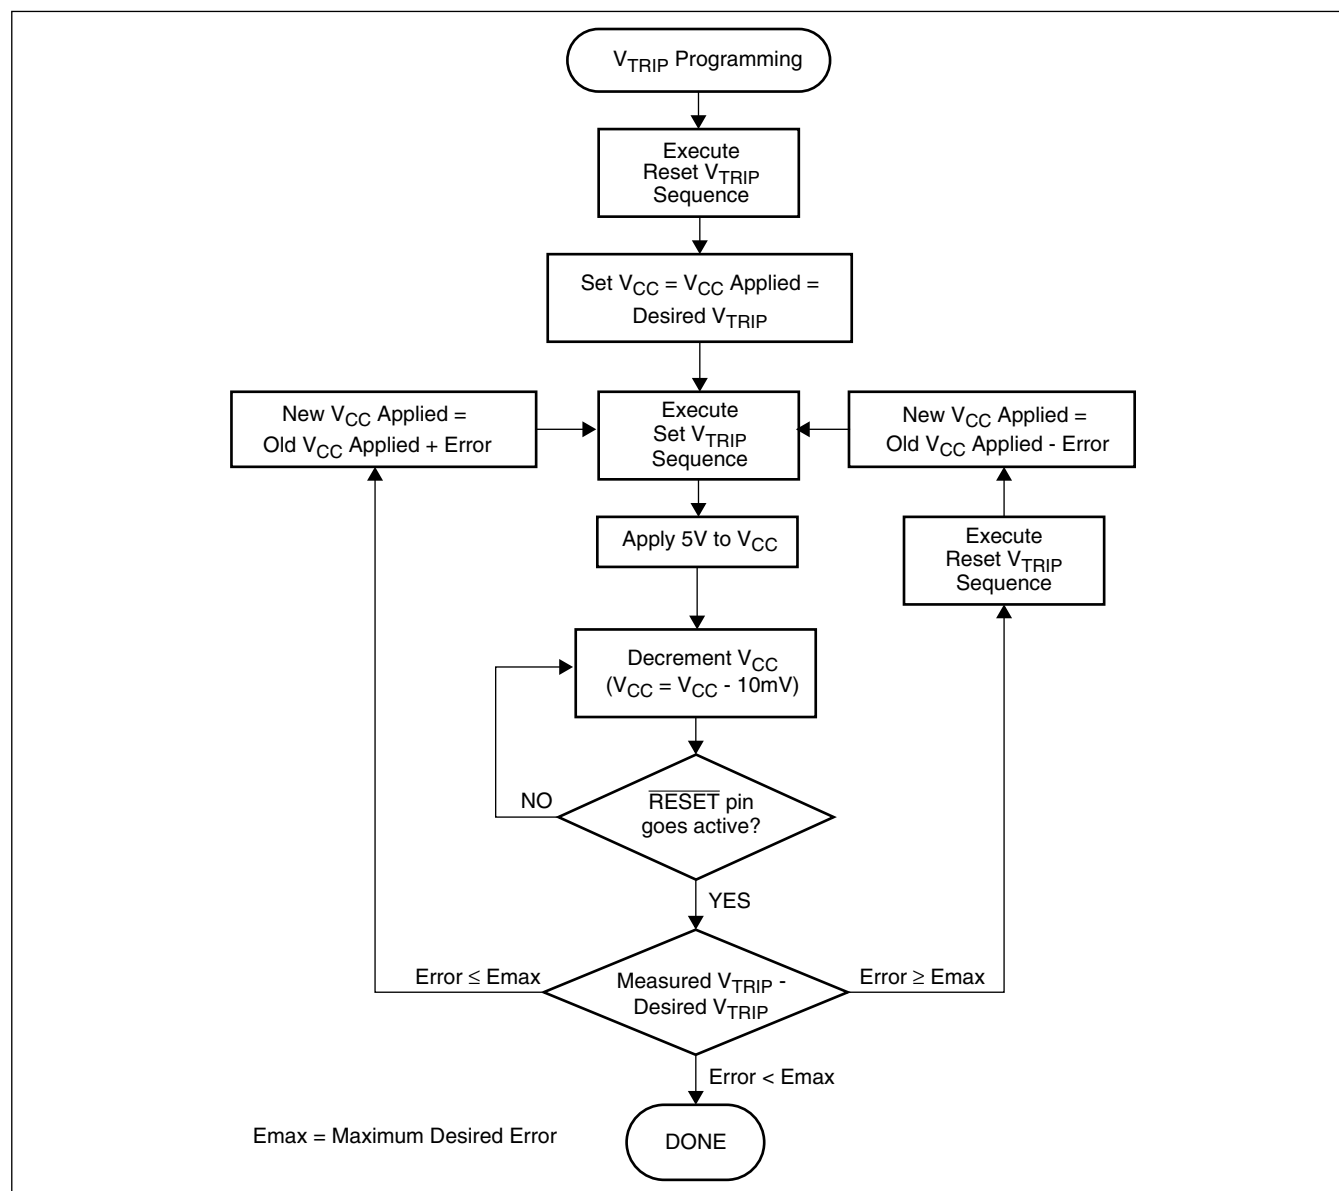 VTRIP Programming
Execute
Reset VTRIP
Sequence
Set VCC = VCC Applied =
Desired VTRIP
New VCC Applied =
Old VCC Applied + Error
Execute
Set VTRIP
Sequence
New VCC Applied =
Old VCC Applied - Error
Apply 5V to VCC
Execute
Reset VTRIP
Sequence
Decrement VCC
(VCC = VCC - 10mV)
NO
RESET pin
goes active?
YES
Error ≤ Emax
Measured VTRIP -
Desired VTRIP
Error ≥ Emax
Error < Emax
Emax = Maximum Desired Error
DONE